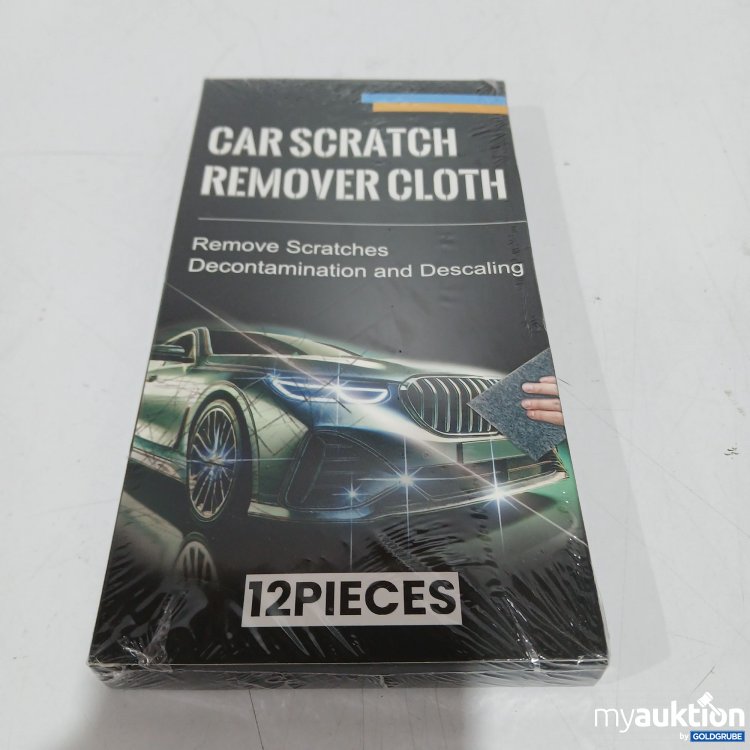 CAR SCRATCH
REMOVER CLOTH
Remove Scratches
Decontamination and Descaling
12PIECES
myauktion
by GOLDGRUBE